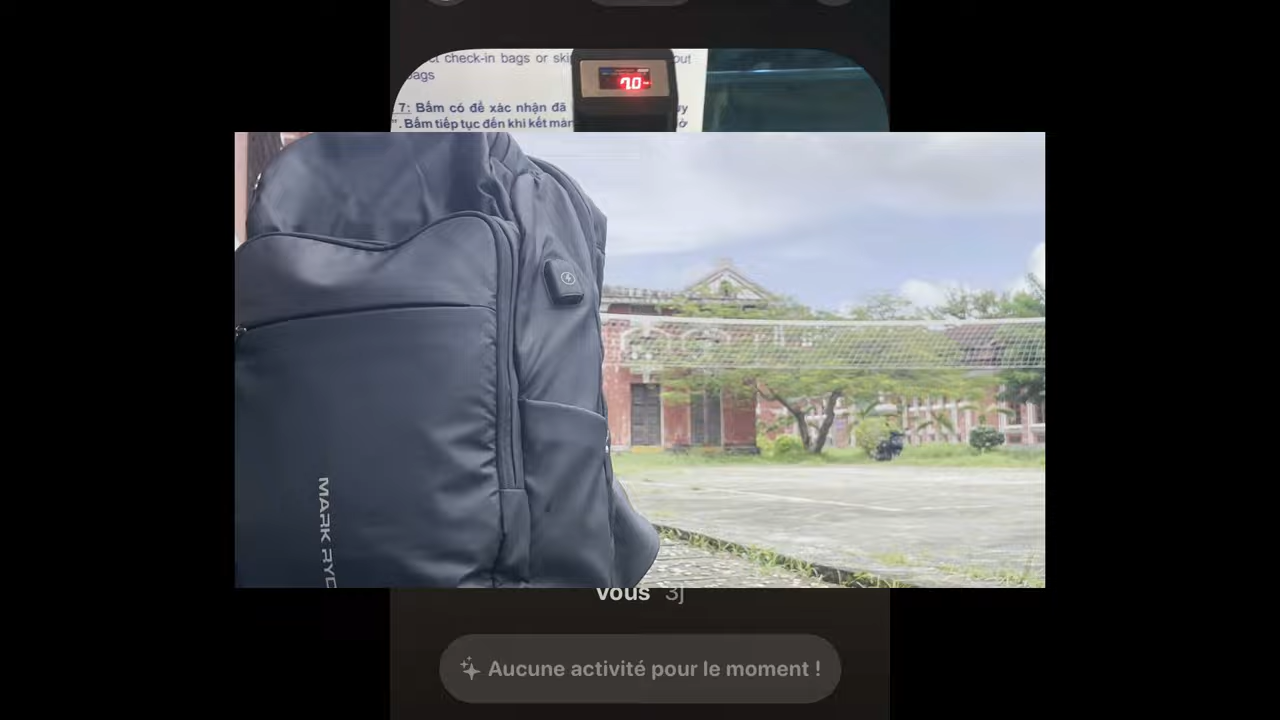 check-in bags or
bags
7.0
7: Bấm có để xác nhận đã
". Bấm tiếp tục đến khi kết màn
MARK RYD
vous 3j
Aucune activité pour le moment !